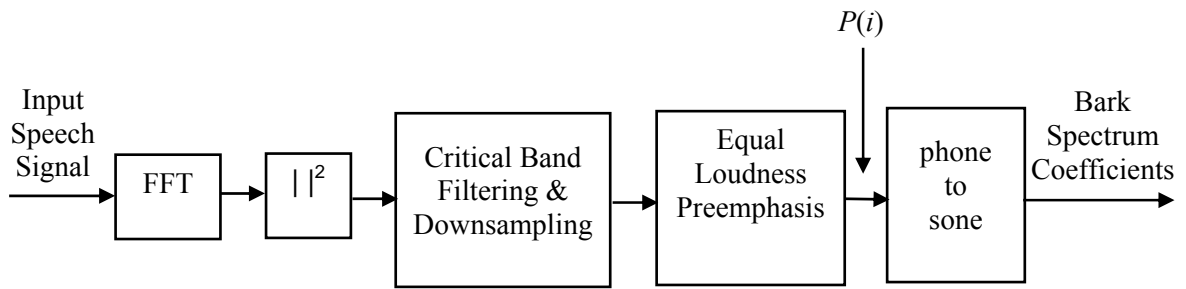 P(i)
Input
Speech
Signal
FFT
| |²
Critical Band
Filtering &
Downsampling
Equal
Loudness
Preemphasis
phone
to
sone
Bark
Spectrum
Coefficients